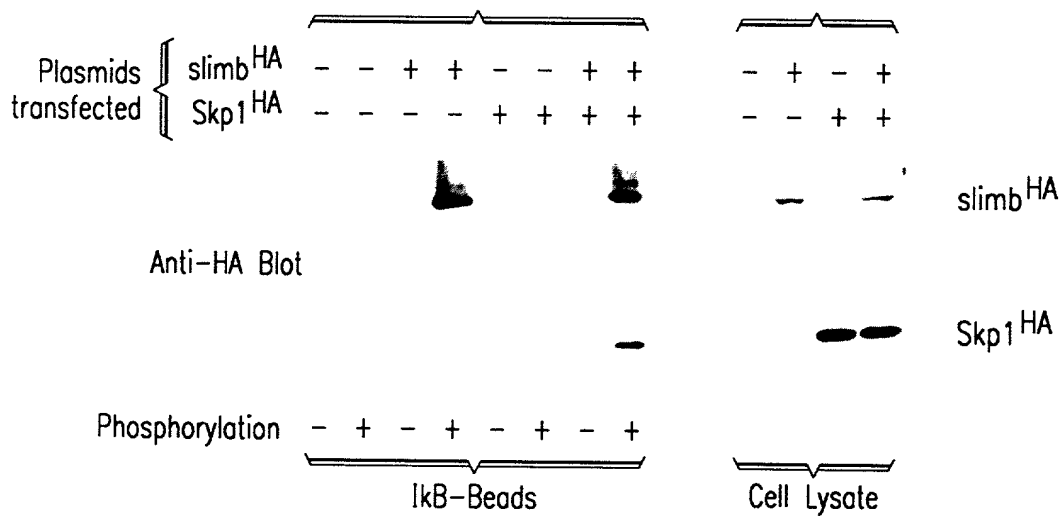 Plasmids transfected
slimb HA - - + + - - + + - + - +
Skp1 HA - - - - + + + + - - + +
slimb HA
Anti-HA Blot
Skp1 HA
Phosphorylation - + - + - + - +
IkB-Beads Cell Lysate